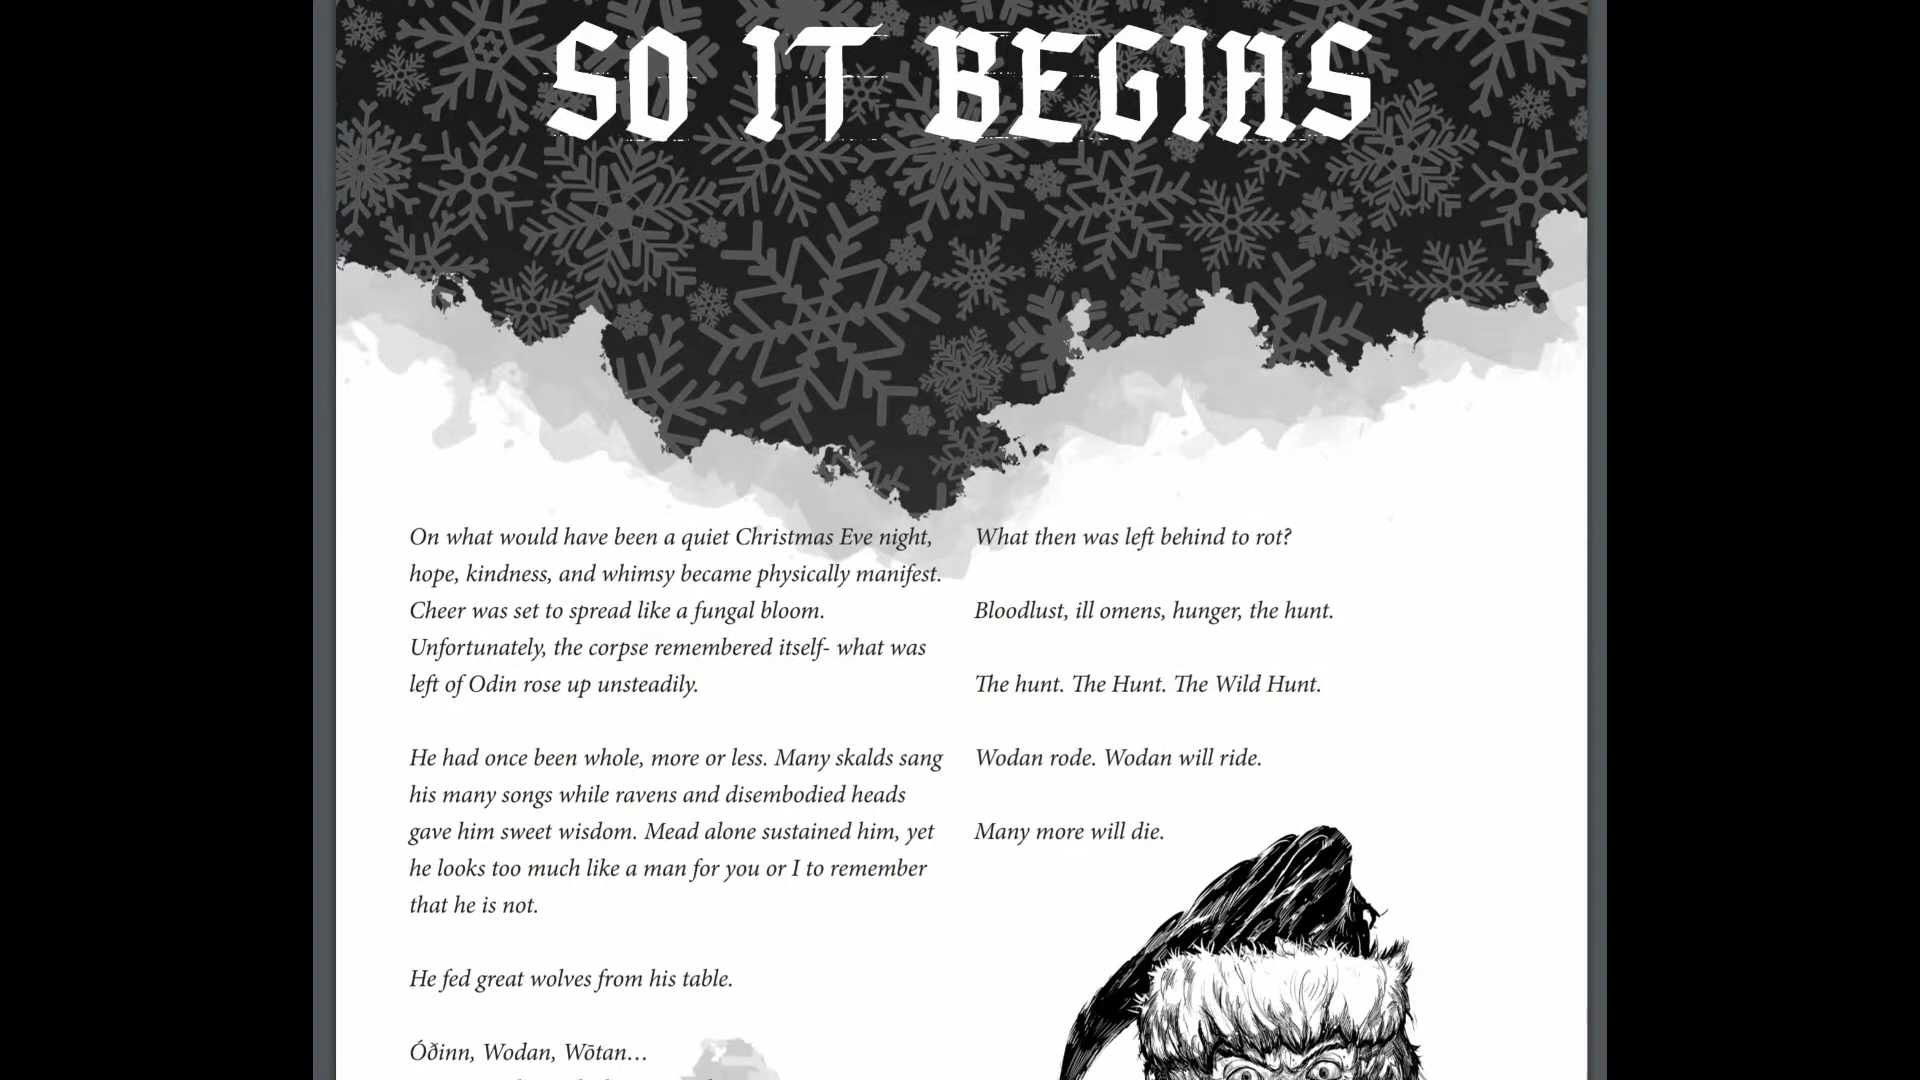 SO IT BEGINS
On what would have been a quiet Christmas Eve night,
hope, kindness, and whimsy became physically manifest.
Cheer was set to spread like a fungal bloom.
Unfortunately, the corpse remembered itself- what was
left of Odin rose up unsteadily.
He had once been whole, more or less. Many skalds sang
his many songs while ravens and disembodied heads
gave him sweet wisdom. Mead alone sustained him, yet
he looks too much like a man for you or I to remember
that he is not.
He fed great wolves from his table.
Óðinn, Wodan, Wōtan…
What then was left behind to rot?
Bloodlust, ill omens, hunger, the hunt.
The hunt. The Hunt. The Wild Hunt.
Wodan rode. Wodan will ride.
Many more will die.